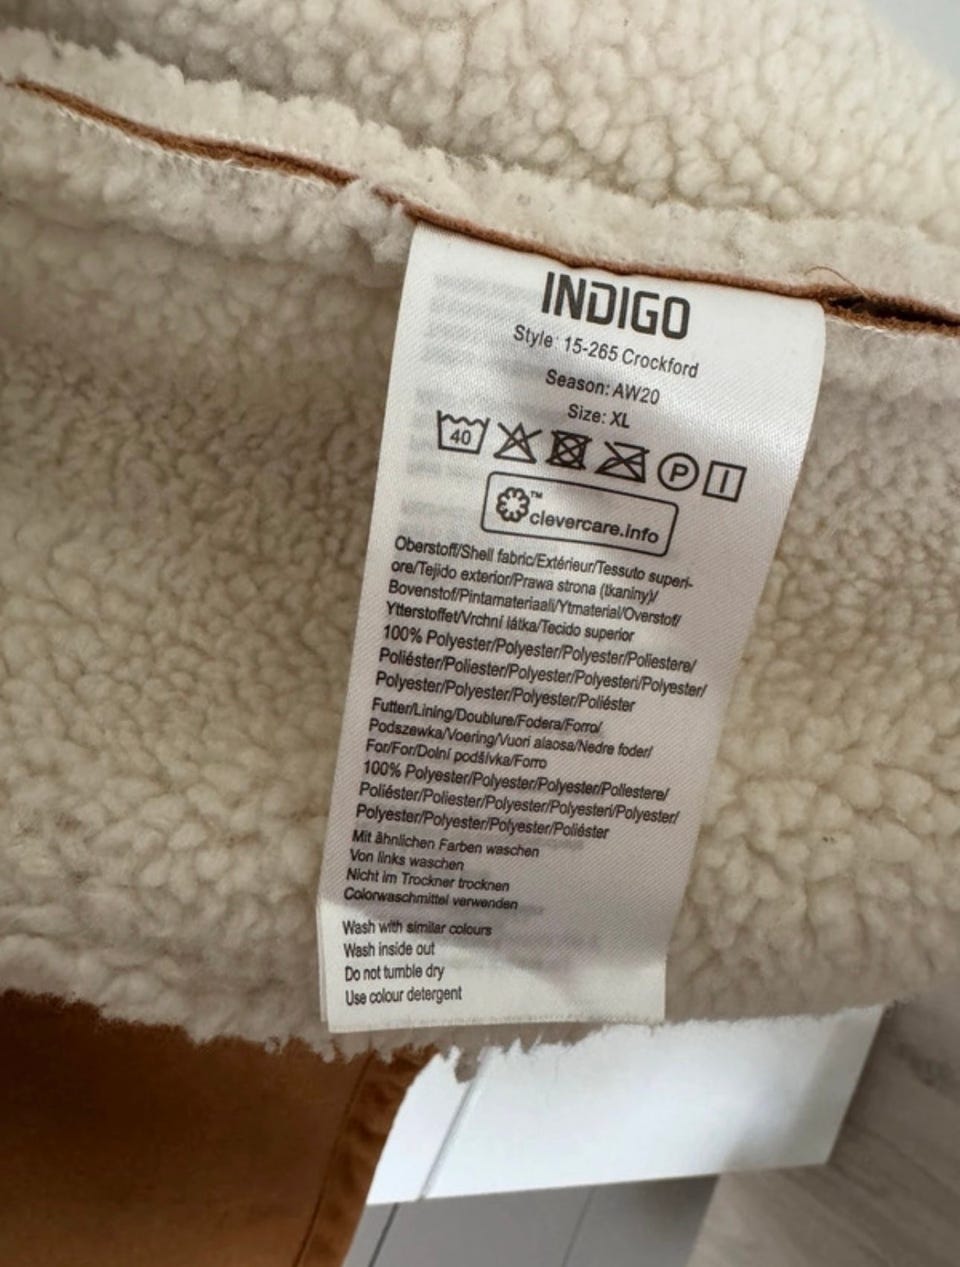 INDIGO
Style: 15-265 Crockford
Season: AW20
Size: XL
40 P
™
clevercare.info
Oberstoff/Shell fabric/Extérieur/Tessuto superi-
ore/Tejido exterior/Prawa strona (tkaniny)/
Bovenstof/Pintamateriaali/Ytmaterial/Overstof/
Ytterstoffet/Vrchní látka/Tecido superior
100% Polyester/Polyester/Polyester/Poliestere/
Poliéster/Poliester/Polyester/Polyesteri/Polyester/
Polyester/Polyester/Polyester/Poliéster
Futter/Lining/Doublure/Fodera/Forro/
Podszewka/Voering/Vuori alaosa/Nedre foder/
For/For/Dolní podšívka/Forro
100% Polyester/Polyester/Polyester/Poliestere/
Poliéster/Poliester/Polyester/Polyesteri/Polyester/
Polyester/Polyester/Polyester/Poliéster
Mit ähnlichen Farben waschen
Von links waschen
Nicht im Trockner trocknen
Colorwaschmittel verwenden
Wash with similar colours
Wash inside out
Do not tumble dry
Use colour detergent